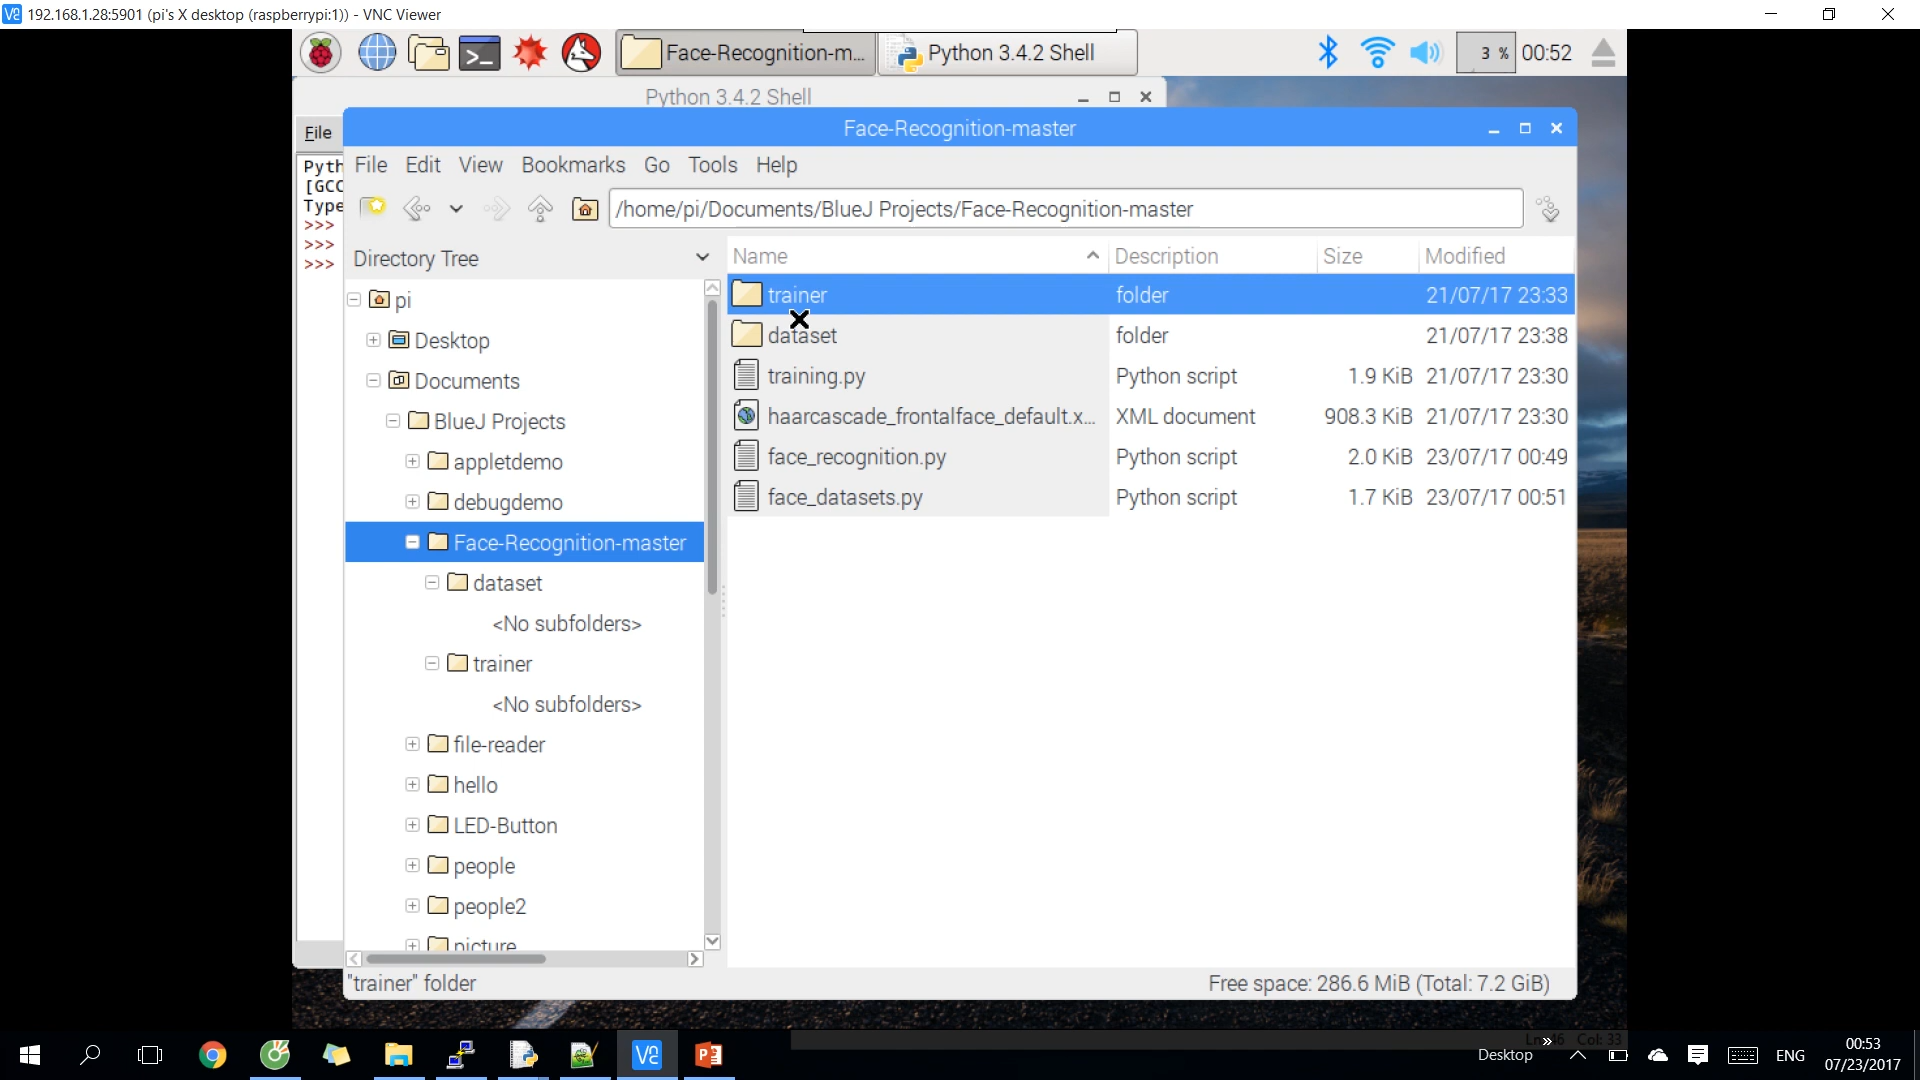 192.168.1.28:5901 (pi's X desktop (raspberrypi:1)) - VNC Viewer
Face-Recognition-m...
Python 3.4.2 Shell
3 %
00:52
Python 3.4.2 Shell
File
Face-Recognition-master
Pyth
[GCC
Type
>>>
>>>
>>>
File Edit View Bookmarks Go Tools Help
/home/pi/Documents/BlueJ Projects/Face-Recognition-master
Directory Tree
pi
Desktop
Documents
BlueJ Projects
appletdemo
debugdemo
Face-Recognition-master
dataset
<No subfolders>
trainer
<No subfolders>
file-reader
hello
LED-Button
people
people2
picture
Name Description Size Modified
trainer folder 21/07/17 23:33
dataset folder 21/07/17 23:38
training.py Python script 1.9 KiB 21/07/17 23:30
haarcascade_frontalface_default.x... XML document 908.3 KiB 21/07/17 23:30
face_recognition.py Python script 2.0 KiB 23/07/17 00:49
face_datasets.py Python script 1.7 KiB 23/07/17 00:51
"trainer" folder
Free space: 286.6 MiB (Total: 7.2 GiB)
Col: 33
Desktop
ENG
00:53
07/23/2017